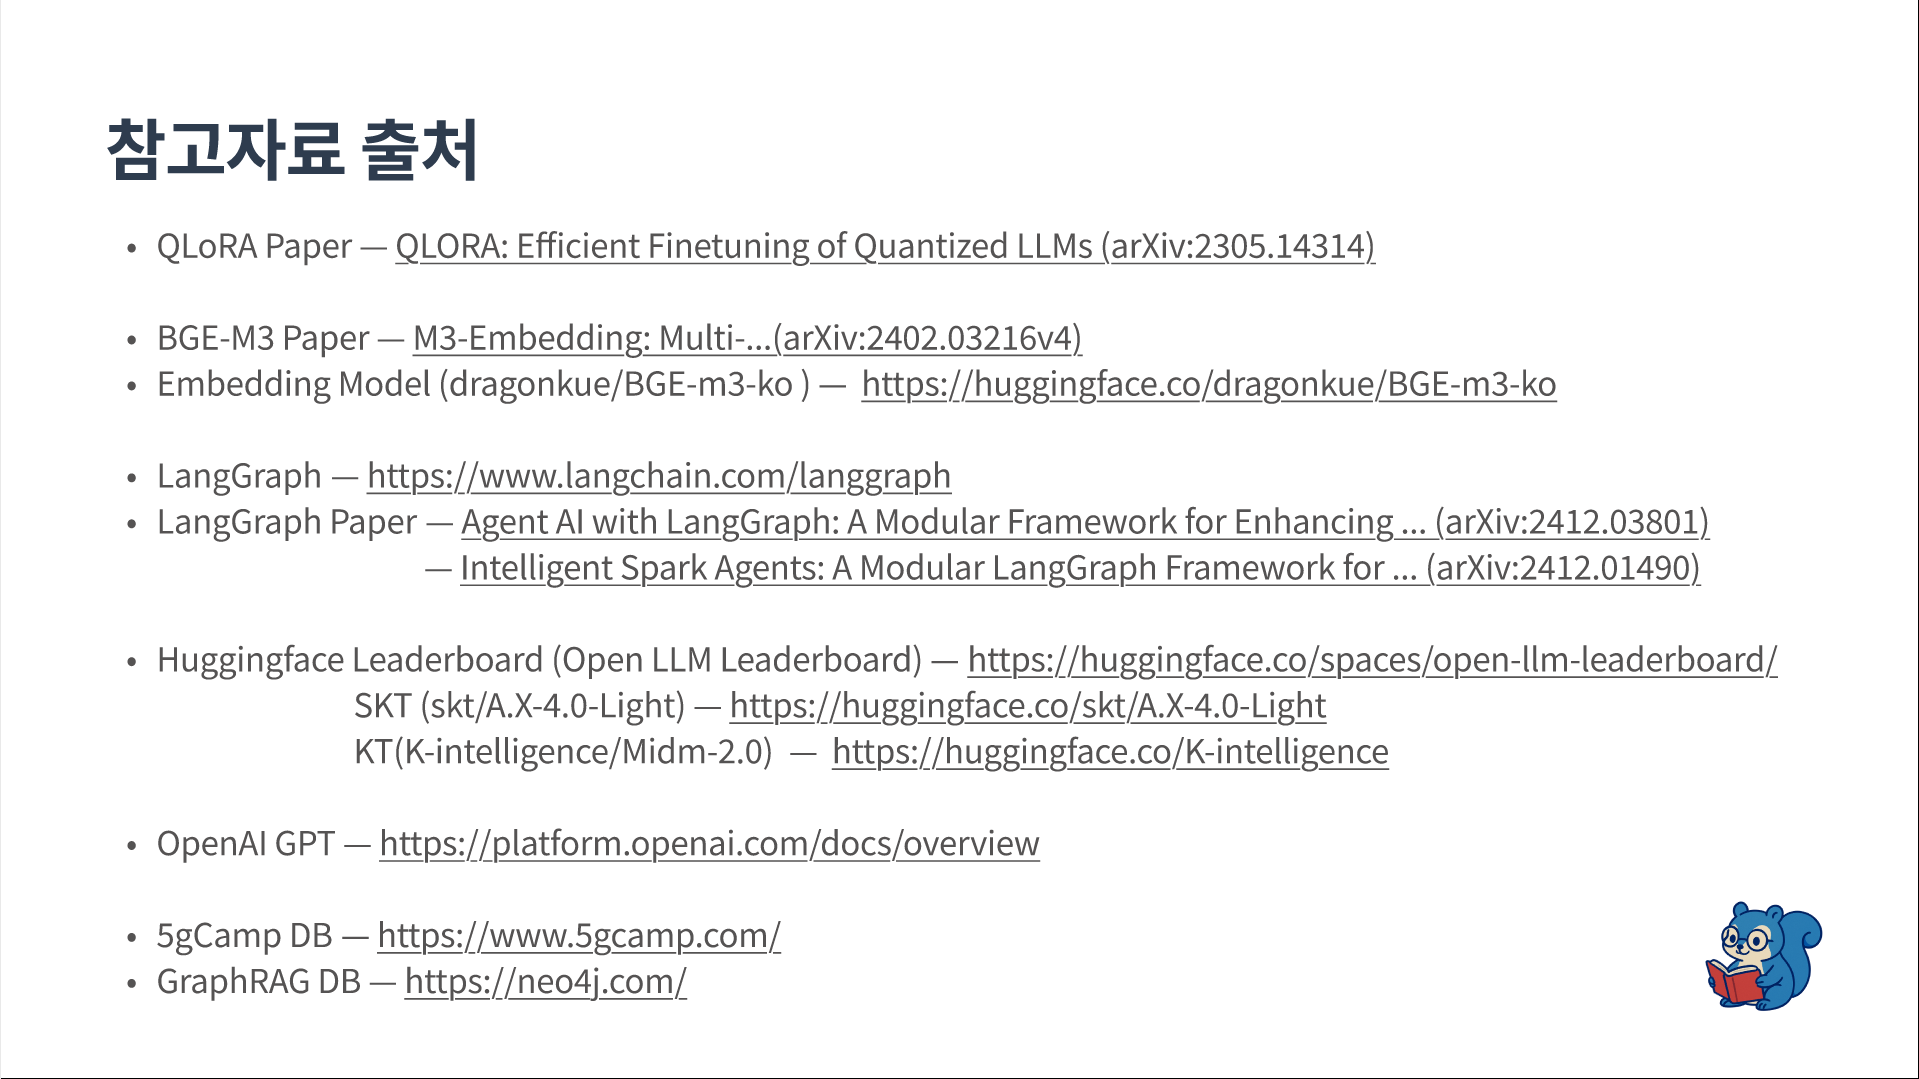 참고자료 출처
• QLoRA Paper — QLORA: Efficient Finetuning of Quantized LLMs (arXiv:2305.14314)
• BGE-M3 Paper — M3-Embedding: Multi-...(arXiv:2402.03216v4)
• Embedding Model (dragonkue/BGE-m3-ko ) — https://huggingface.co/dragonkue/BGE-m3-ko
• LangGraph — https://www.langchain.com/langgraph
• LangGraph Paper — Agent AI with LangGraph: A Modular Framework for Enhancing ... (arXiv:2412.03801)
— Intelligent Spark Agents: A Modular LangGraph Framework for ... (arXiv:2412.01490)
• Huggingface Leaderboard (Open LLM Leaderboard) — https://huggingface.co/spaces/open-llm-leaderboard/
SKT (skt/A.X-4.0-Light) — https://huggingface.co/skt/A.X-4.0-Light
KT(K-intelligence/Midm-2.0) — https://huggingface.co/K-intelligence
• OpenAI GPT — https://platform.openai.com/docs/overview
• 5gCamp DB — https://www.5gcamp.com/
• GraphRAG DB — https://neo4j.com/